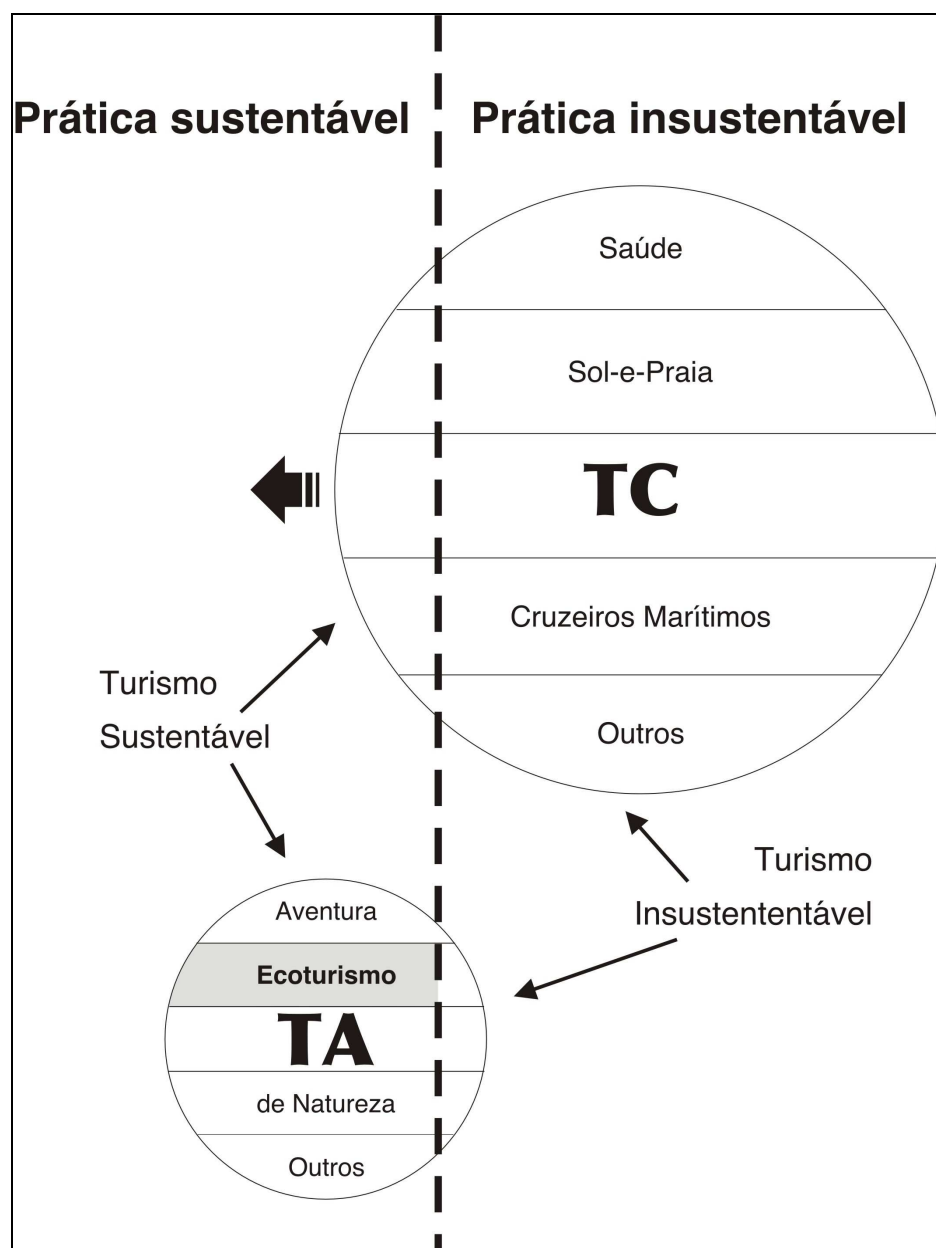 Prática sustentável
Prática insustentável
Saúde
Sol-e-Praia
TC
Cruzeiros Marítimos
Outros
Turismo
Sustentável
Turismo
Insustententável
Aventura
Ecoturismo
TA
de Natureza
Outros